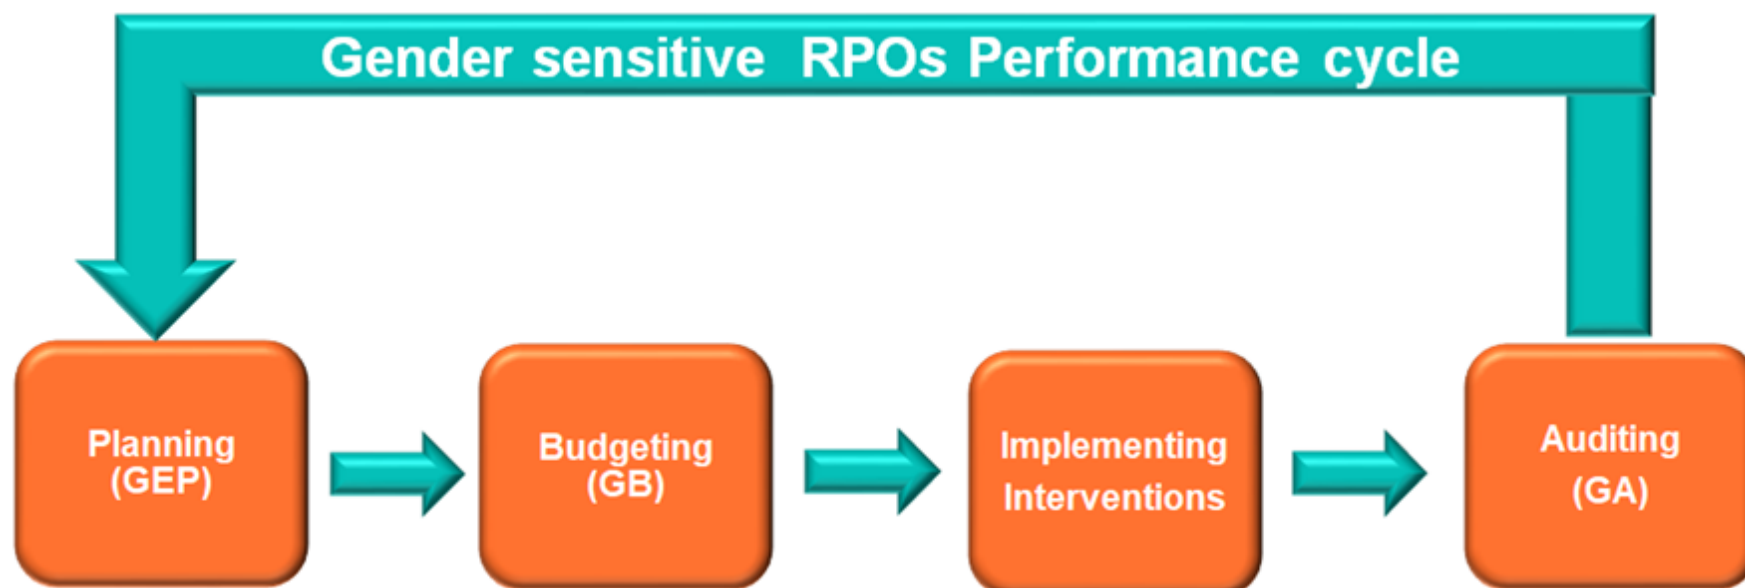 Gender sensitive RPOs Performance cycle
Planning
(GEP)
Budgeting
(GB)
Implementing
Interventions
Auditing
(GA)